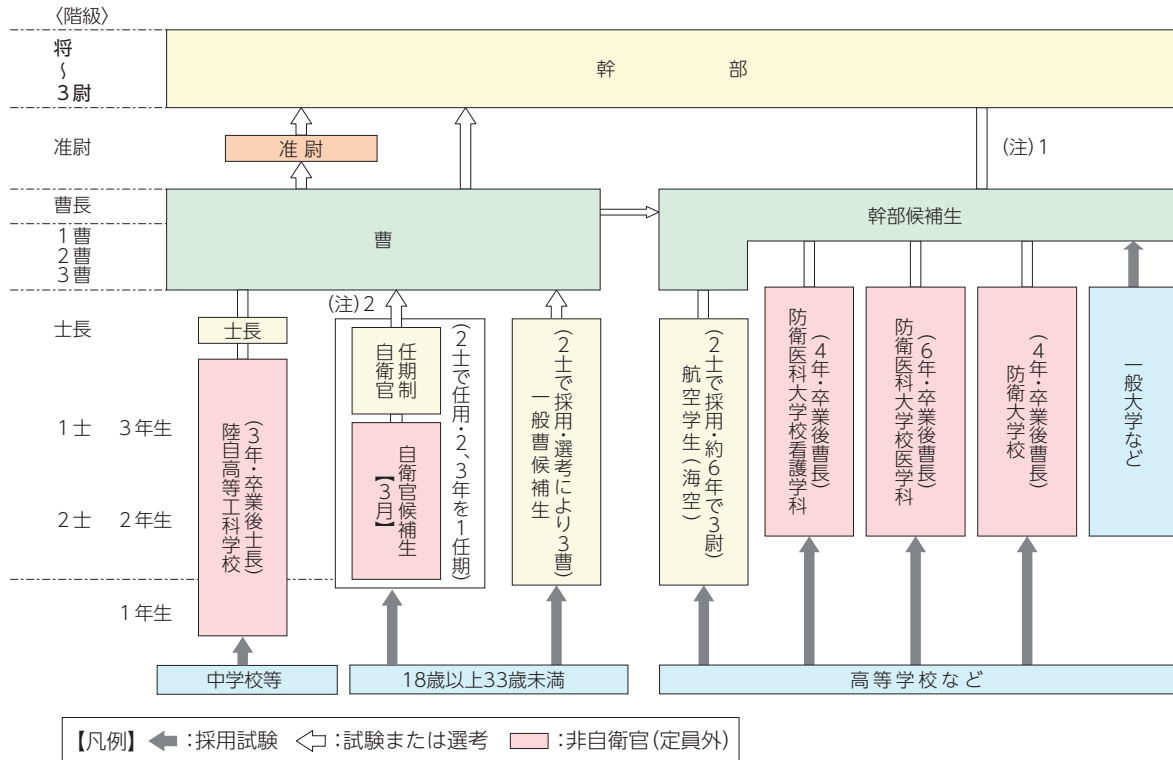 〈階級〉
将
〜
3尉
幹部
准尉
准尉
(注)1
曹長
1曹
2曹
3曹
曹
幹部候補生
(注)2
士長
士長
1士 3年生
2士 2年生
1年生
陸自高等工科学校
(3年・卒業後士長)
任期制
自衛官
自衛官候補生
【3月】
(2士で任用・2、3年を1任期)
一般曹候補生
(2士で採用・選考により3曹)
航空学生(海空)
(2士で採用・約6年で3尉)
防衛医科大学校看護学科
(4年・卒業後曹長)
防衛医科大学校医学科
(6年・卒業後曹長)
防衛大学校
(4年・卒業後曹長)
一般大学など
中学校等
18歳以上33歳未満
高等学校など
【凡例】 :採用試験 :試験または選考 :非自衛官(定員外)